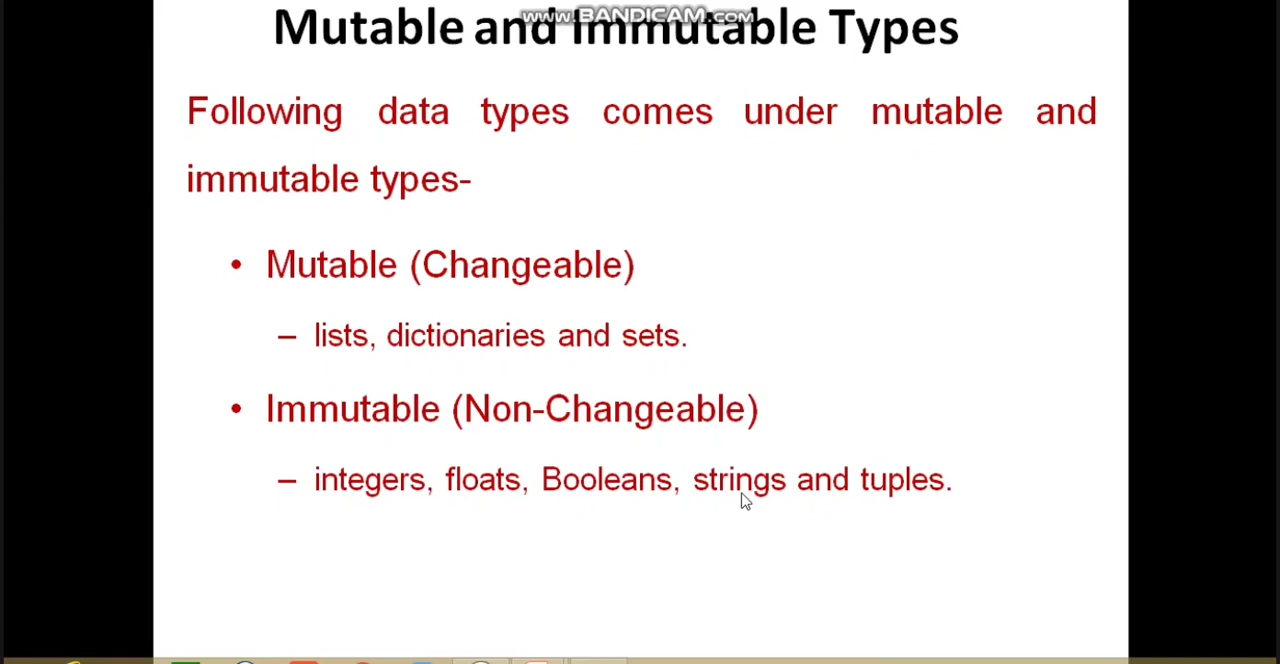 www.BANDICAM.com
Mutable and Immutable Types
Following data types comes under mutable and
immutable types-
• Mutable (Changeable)
– lists, dictionaries and sets.
• Immutable (Non-Changeable)
– integers, floats, Booleans, strings and tuples.